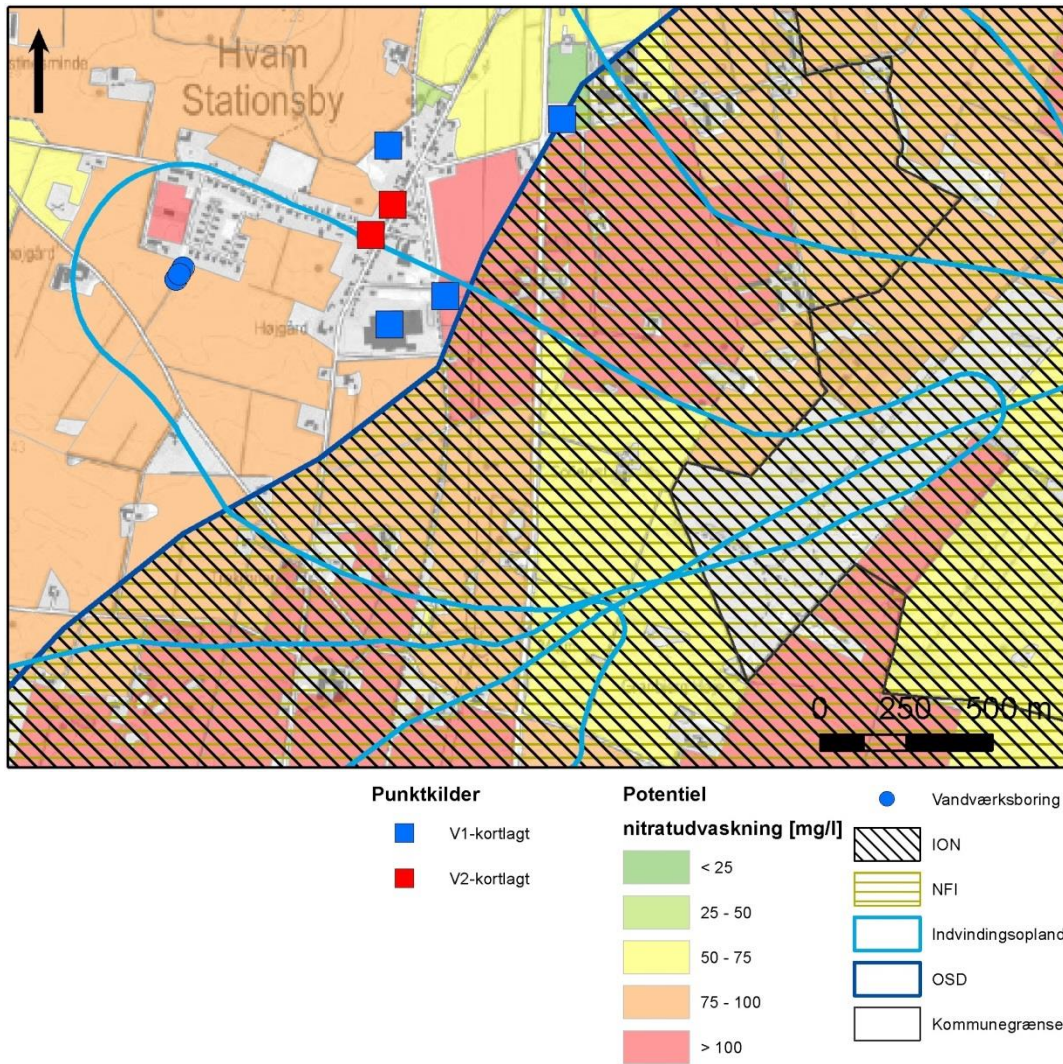 Hvam
Stationsby
Højgård
højgård
0 250 500 m
Punktkilder
V1-kortlagt
V2-kortlagt
Potentiel
nitratudvaskning [mg/l]
< 25
25 - 50
50 - 75
75 - 100
> 100
Vandværksboring
ION
NFI
Indvindingsopland
OSD
Kommunegrænse